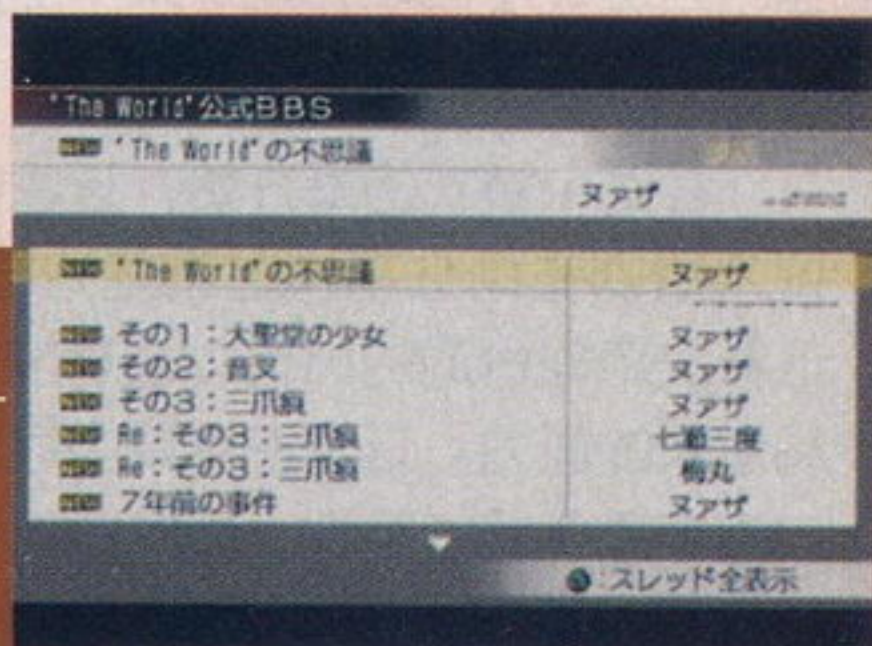 "The World"公式BBS
NEW "The World"の不思議
ヌァザ
NEW "The World"の不思議 ヌァザ
NEW その1：大聖堂の少女 ヌァザ
NEW その2：音叉 ヌァザ
NEW その3：三爪痕 ヌァザ
NEW Re：その3：三爪痕 七瀬三度
NEW Re：その3：三爪痕 梅丸
NEW 7年前の事件 ヌァザ
：スレッド全表示